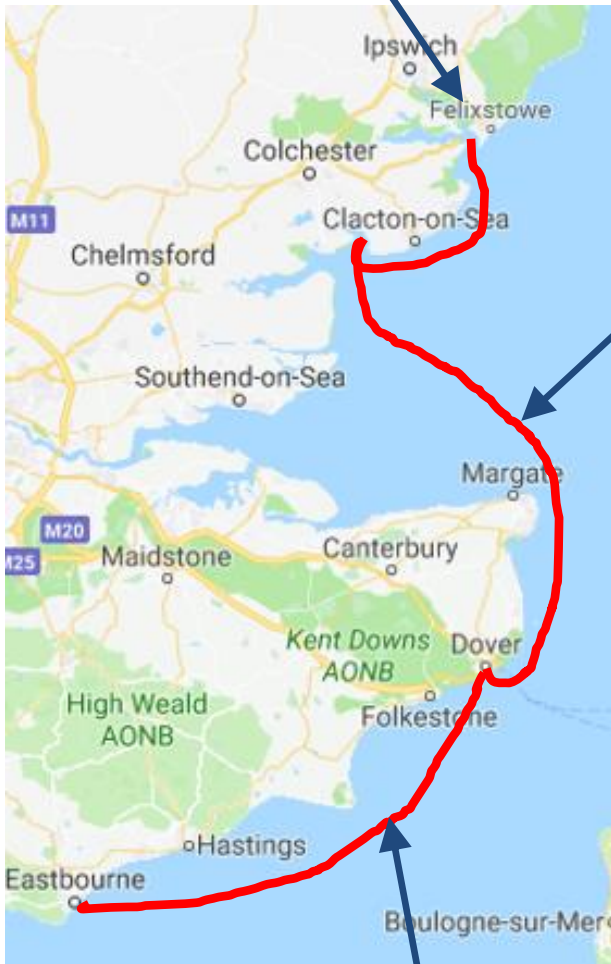 Ipswich
Felixstowe
Colchester
M11
Clacton-on-Sea
Chelmsford
Southend-on-Sea
Margate
M20
M25
Maidstone
Canterbury
Kent Downs
AONB
Dover
High Weald
AONB
Folkestone
Hastings
Eastbourne
Boulogne-sur-Mer